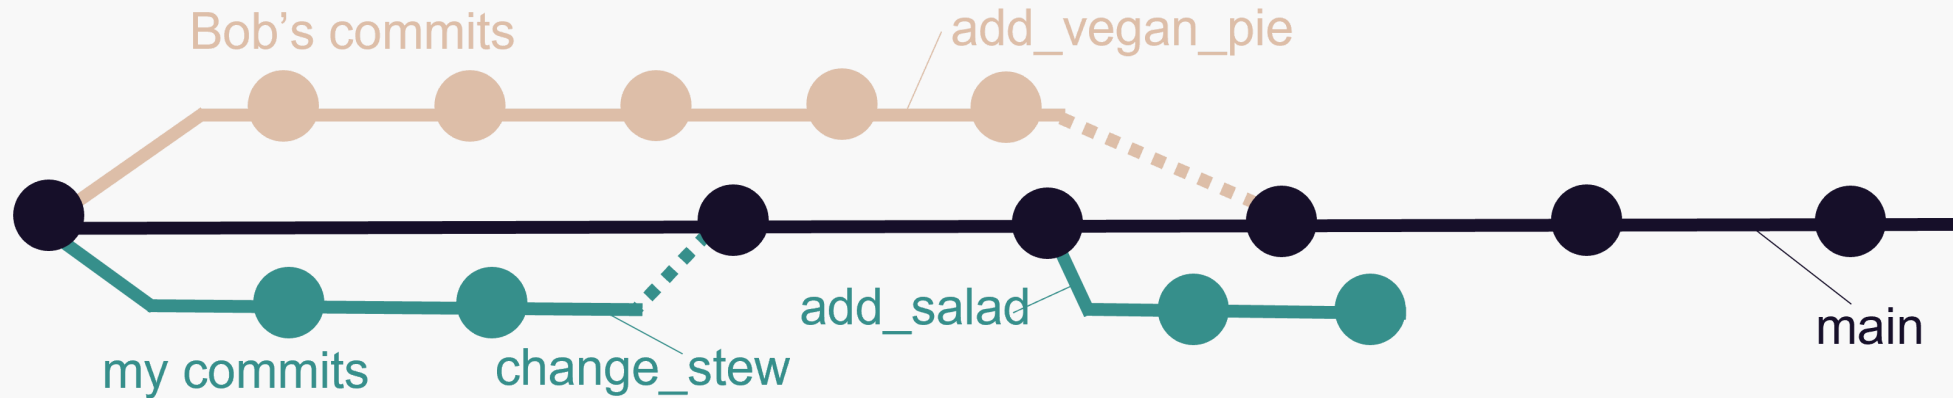 Bob’s commits
add_vegan_pie
add_salad
main
my commits
change_stew